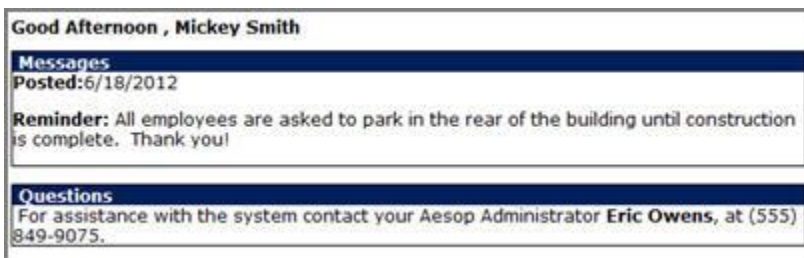 Good Afternoon , Mickey Smith
Messages
Posted:6/18/2012
Reminder: All employees are asked to park in the rear of the building until construction
is complete. Thank you!
Questions
For assistance with the system contact your Aesop Administrator Eric Owens, at (555)
849-9075.